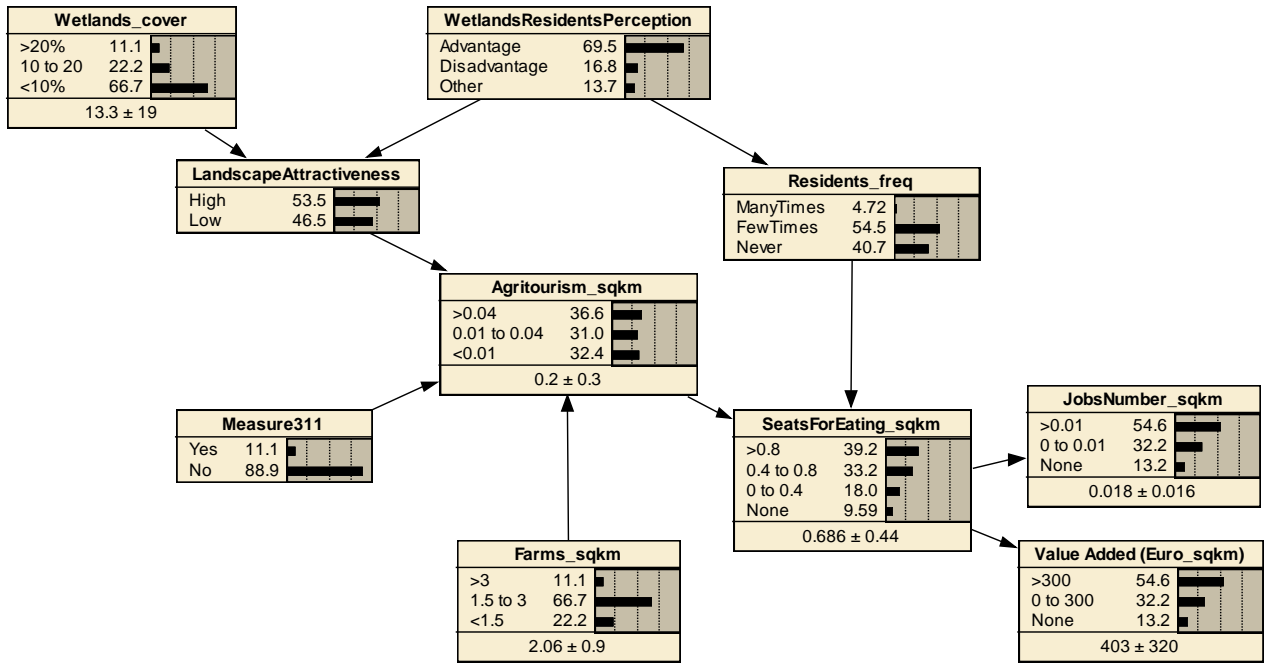 Wetlands_cover
>20% 11.1
10 to 20 22.2
<10% 66.7
13.3 ± 19
WetlandsResidentsPerception
Advantage 69.5
Disadvantage 16.8
Other 13.7
LandscapeAttractiveness
High 53.5
Low 46.5
Residents_freq
ManyTimes 4.72
FewTimes 54.5
Never 40.7
Agritourism_sqkm
>0.04 36.6
0.01 to 0.04 31.0
<0.01 32.4
0.2 ± 0.3
Measure311
Yes 11.1
No 88.9
SeatsForEating_sqkm
>0.8 39.2
0.4 to 0.8 33.2
0 to 0.4 18.0
None 9.59
0.686 ± 0.44
JobsNumber_sqkm
>0.01 54.6
0 to 0.01 32.2
None 13.2
0.018 ± 0.016
Farms_sqkm
>3 11.1
1.5 to 3 66.7
<1.5 22.2
2.06 ± 0.9
Value Added (Euro_sqkm)
>300 54.6
0 to 300 32.2
None 13.2
403 ± 320